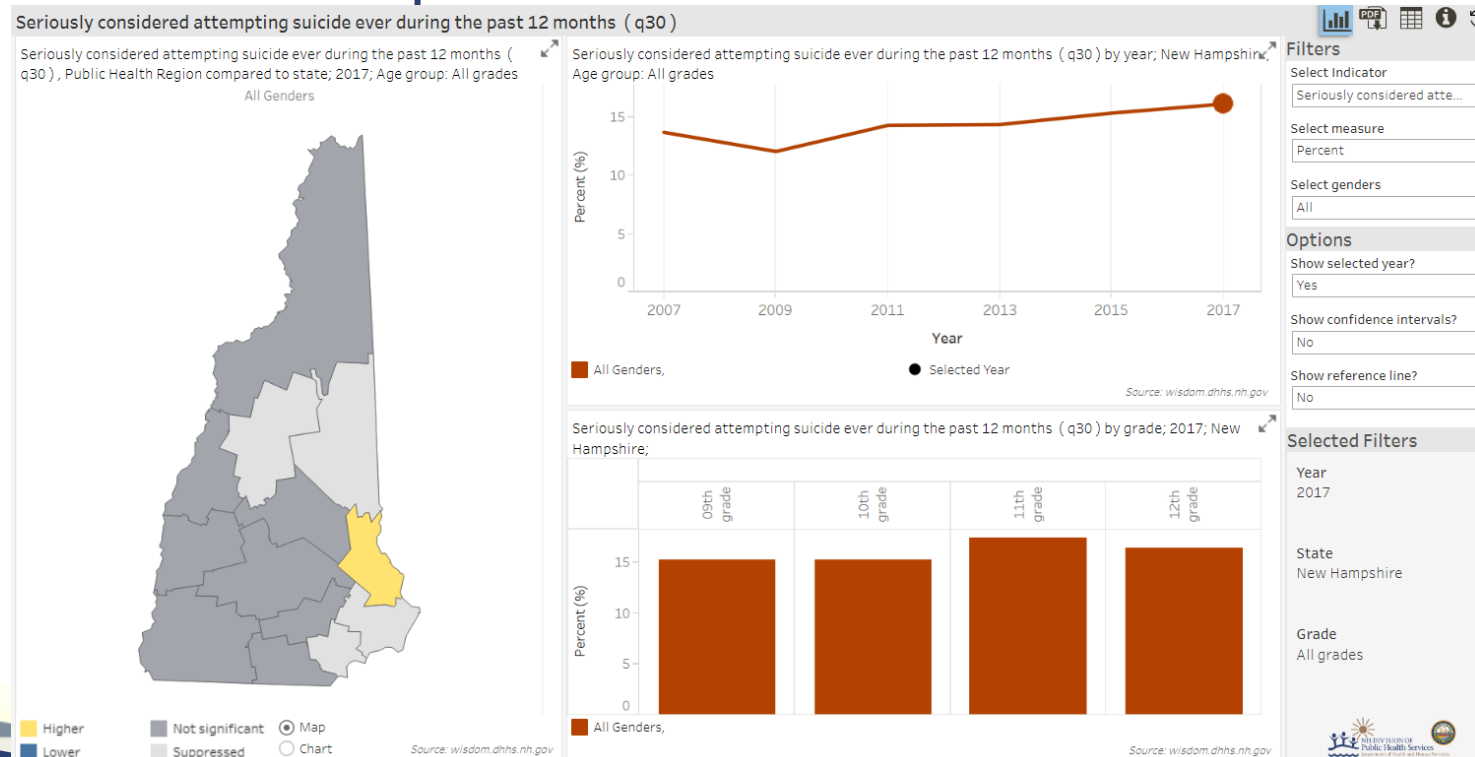 Seriously considered attempting suicide ever during the past 12 months ( q30 )
Seriously considered attempting suicide ever during the past 12 months (
q30 ) , Public Health Region compared to state; 2017; Age group: All grades
All Genders
Higher
Lower
Not significant
Suppressed
Map
Chart
Source: wisdom.dhhs.nh.gov
Seriously considered attempting suicide ever during the past 12 months ( q30 ) by year; New Hampshire,
Age group: All grades
Percent (%)
15
10
5
0
2007 2009 2011 2013 2015 2017
Year
All Genders,
Selected Year
Source: wisdom.dhhs.nh.gov
Seriously considered attempting suicide ever during the past 12 months ( q30 ) by grade; 2017; New
Hampshire;
09th
grade
10th
grade
11th
grade
12th
grade
Percent (%)
15
10
5
0
All Genders,
Source: wisdom.dhhs.nh.gov
PDF
Filters
Select Indicator
Seriously considered atte...
Select measure
Percent
Select genders
All
Options
Show selected year?
Yes
Show confidence intervals?
No
Show reference line?
No
Selected Filters
Year
2017
State
New Hampshire
Grade
All grades
NH DIVISION OF
Public Health Services